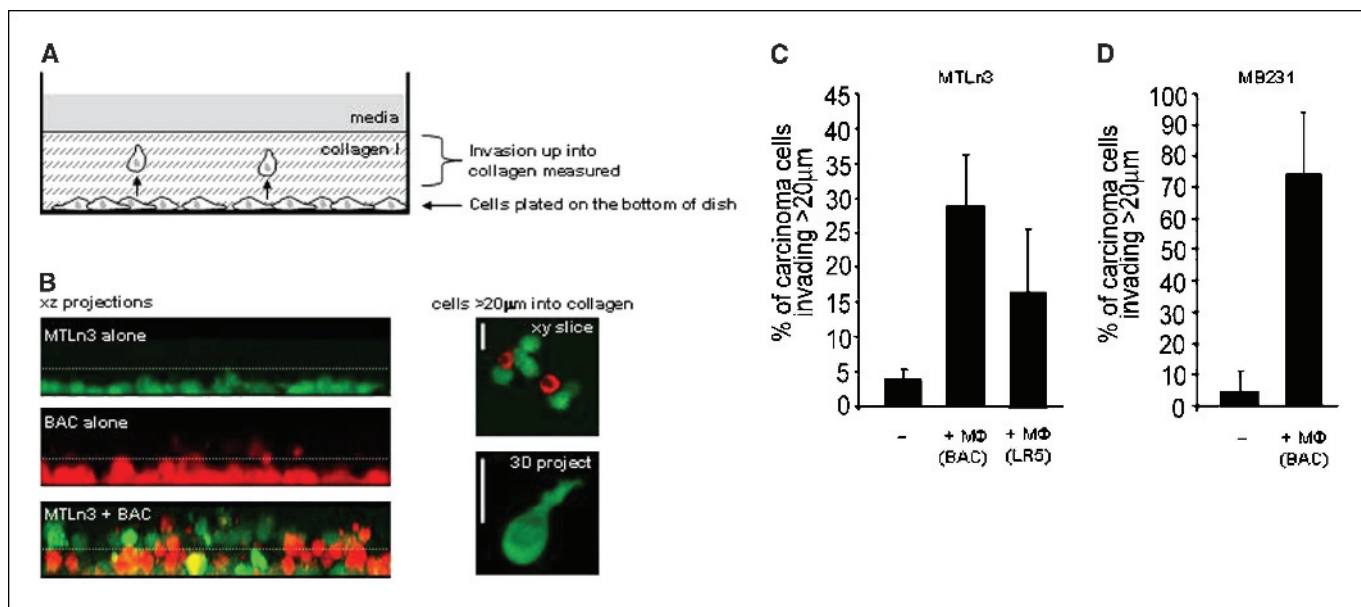 A
media
collagen I
Invasion up into
collagen measured
Cells plated on the bottom of dish
B
xz projections
MTLn3 alone
BAC alone
MTLn3 + BAC
cells >20μm into collagen
xy slice
3D project
C
MTLn3
% of carcinoma cells
invading >20μm
45
40
35
30
25
20
15
10
5
0
–
+ MΦ
(BAC)
+ MΦ
(LR5)
D
MB231
% of carcinoma cells
invading >20μm
100
90
80
70
60
50
40
30
20
10
0
–
+ MΦ
(BAC)